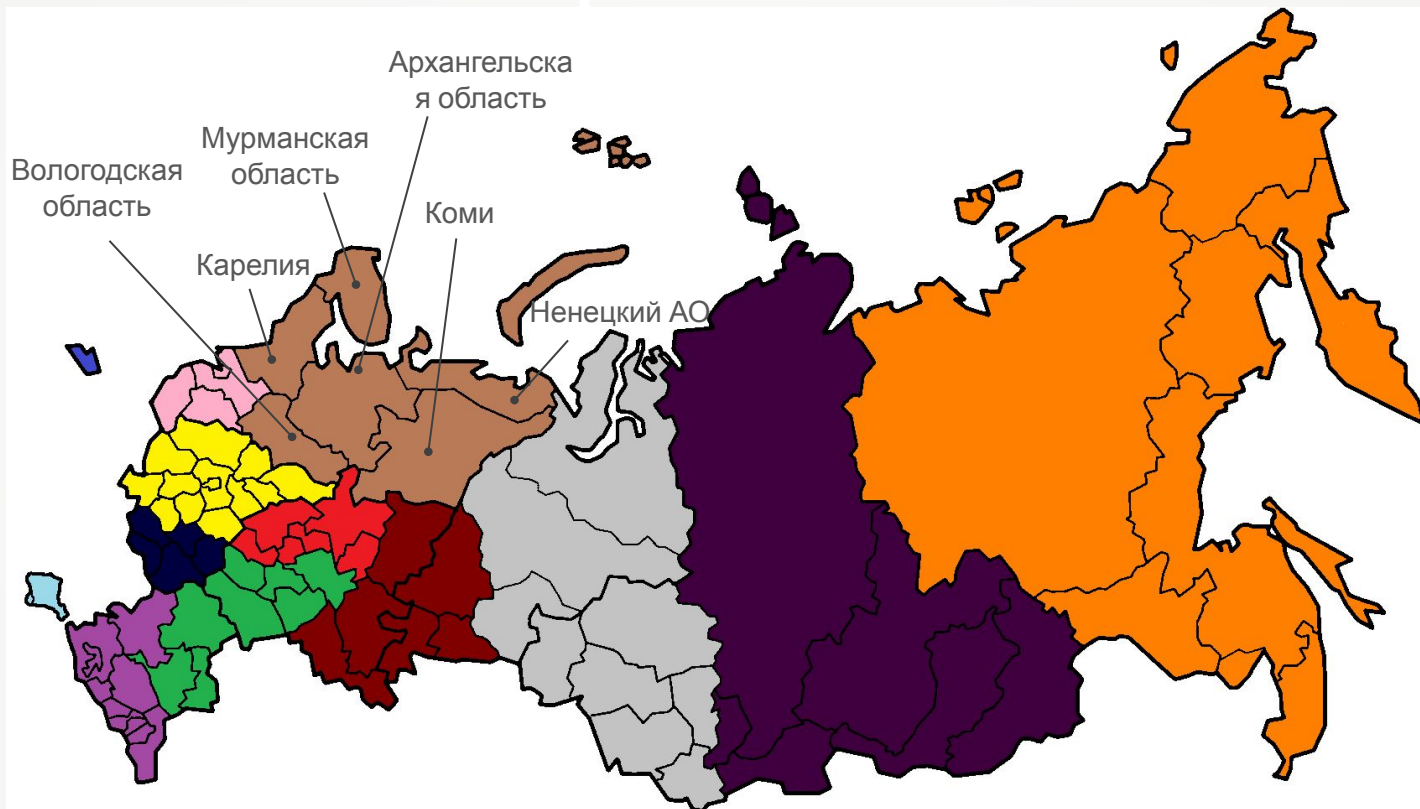 Архангельска
я область
Мурманская
область
Вологодская
область
Коми
Карелия
Ненецкий АО